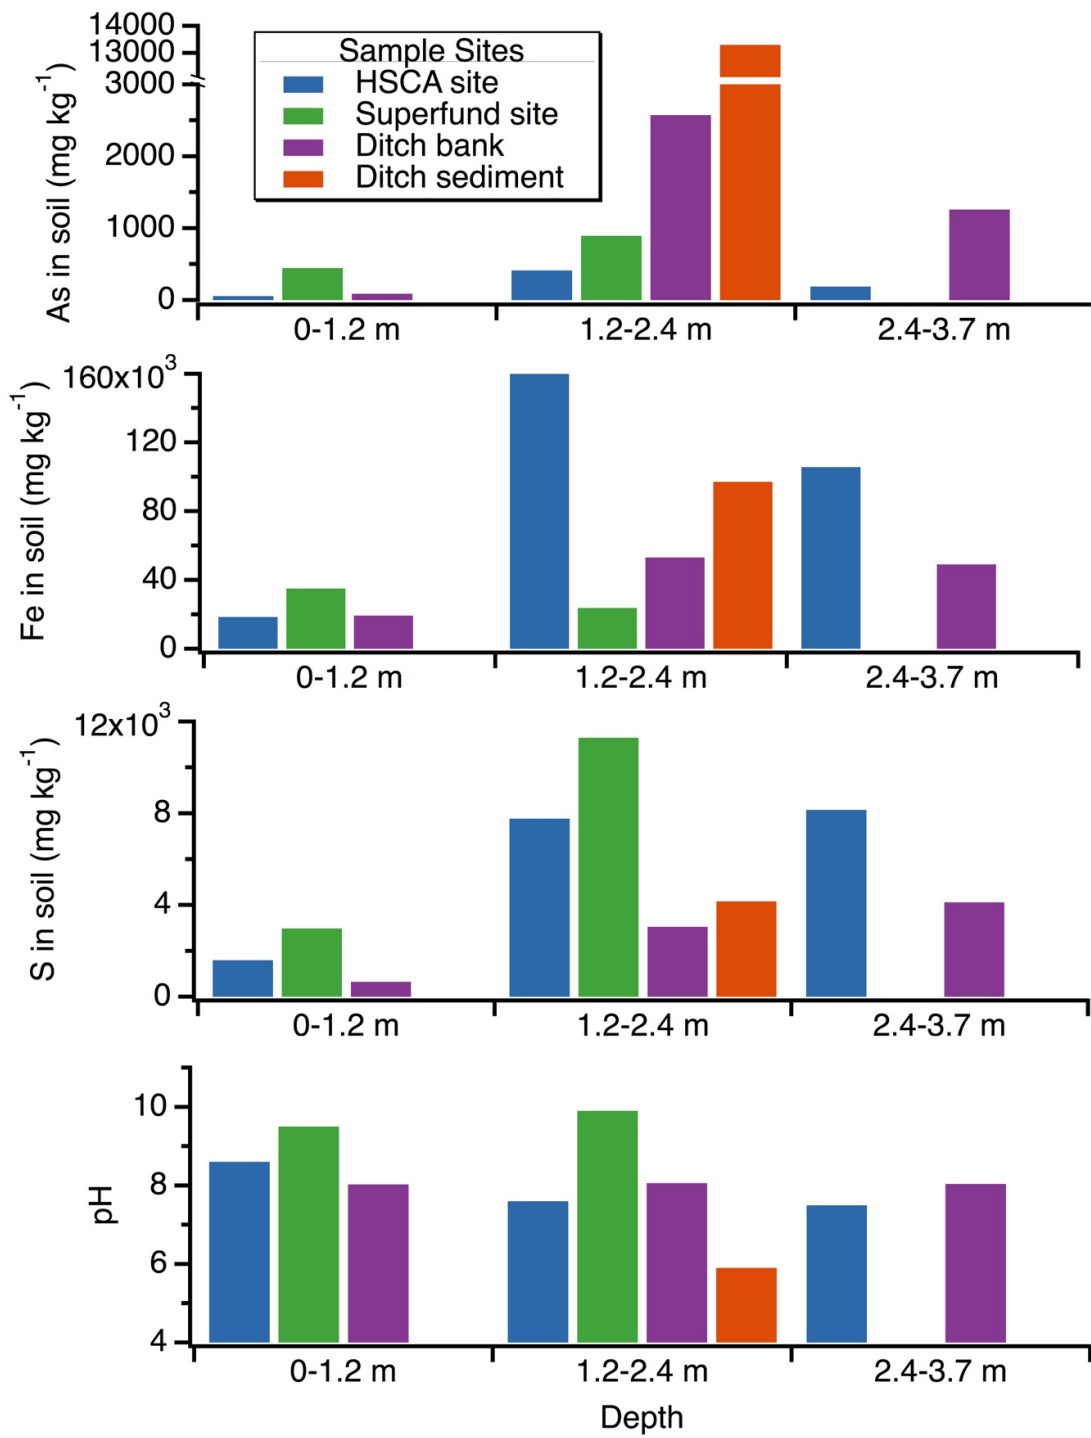 14000
13000
3000
2000
1000
0
As in soil (mg kg⁻¹)
Sample Sites
HSCA site
Superfund site
Ditch bank
Ditch sediment
0-1.2 m 1.2-2.4 m 2.4-3.7 m
160x10³
120
80
40
0
Fe in soil (mg kg⁻¹)
0-1.2 m 1.2-2.4 m 2.4-3.7 m
12x10³
8
4
0
S in soil (mg kg⁻¹)
0-1.2 m 1.2-2.4 m 2.4-3.7 m
10
8
6
4
pH
0-1.2 m 1.2-2.4 m 2.4-3.7 m
Depth